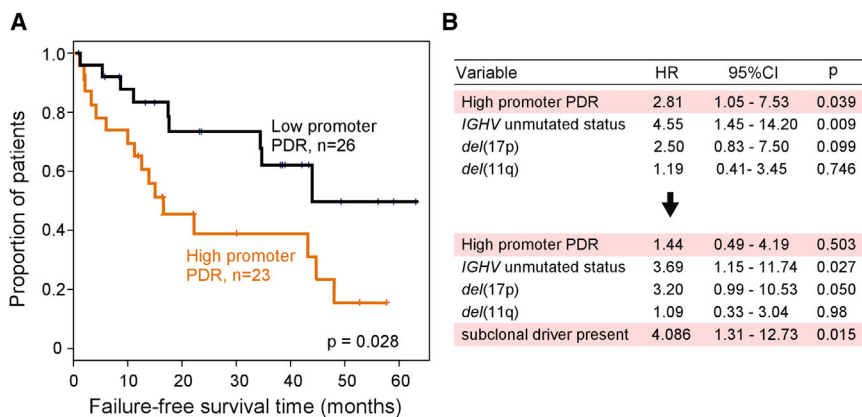 A
1.0
0.8
0.6
0.4
0.2
0
Proportion of patients
Low promoter
PDR, n=26
High promoter
PDR, n=23
p = 0.028
0 10 20 30 40 50 60
Failure-free survival time (months)
B
Variable HR 95%CI p
High promoter PDR 2.81 1.05 - 7.53 0.039
IGHV unmutated status 4.55 1.45 - 14.20 0.009
del(17p) 2.50 0.83 - 7.50 0.099
del(11q) 1.19 0.41- 3.45 0.746
High promoter PDR 1.44 0.49 - 4.19 0.503
IGHV unmutated status 3.69 1.15 - 11.74 0.027
del(17p) 3.20 0.99 - 10.53 0.050
del(11q) 1.09 0.33 - 3.04 0.98
subclonal driver present 4.086 1.31 - 12.73 0.015